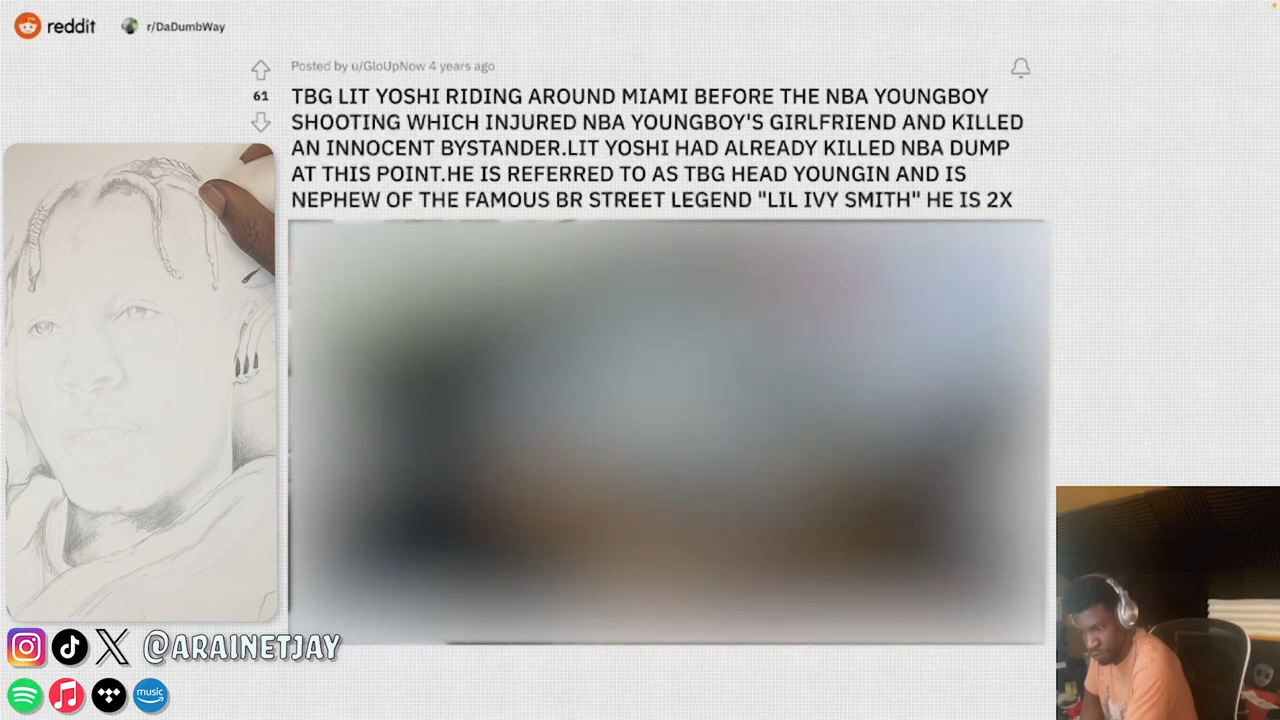 reddit
r/DaDumbWay
Posted by u/GloUpNow 4 years ago
61
TBG LIT YOSHI RIDING AROUND MIAMI BEFORE THE NBA YOUNGBOY
SHOOTING WHICH INJURED NBA YOUNGBOY'S GIRLFRIEND AND KILLED
AN INNOCENT BYSTANDER.LIT YOSHI HAD ALREADY KILLED NBA DUMP
AT THIS POINT.HE IS REFERRED TO AS TBG HEAD YOUNGIN AND IS
NEPHEW OF THE FAMOUS BR STREET LEGEND "LIL IVY SMITH" HE IS 2X
@ARAINETJAY
music